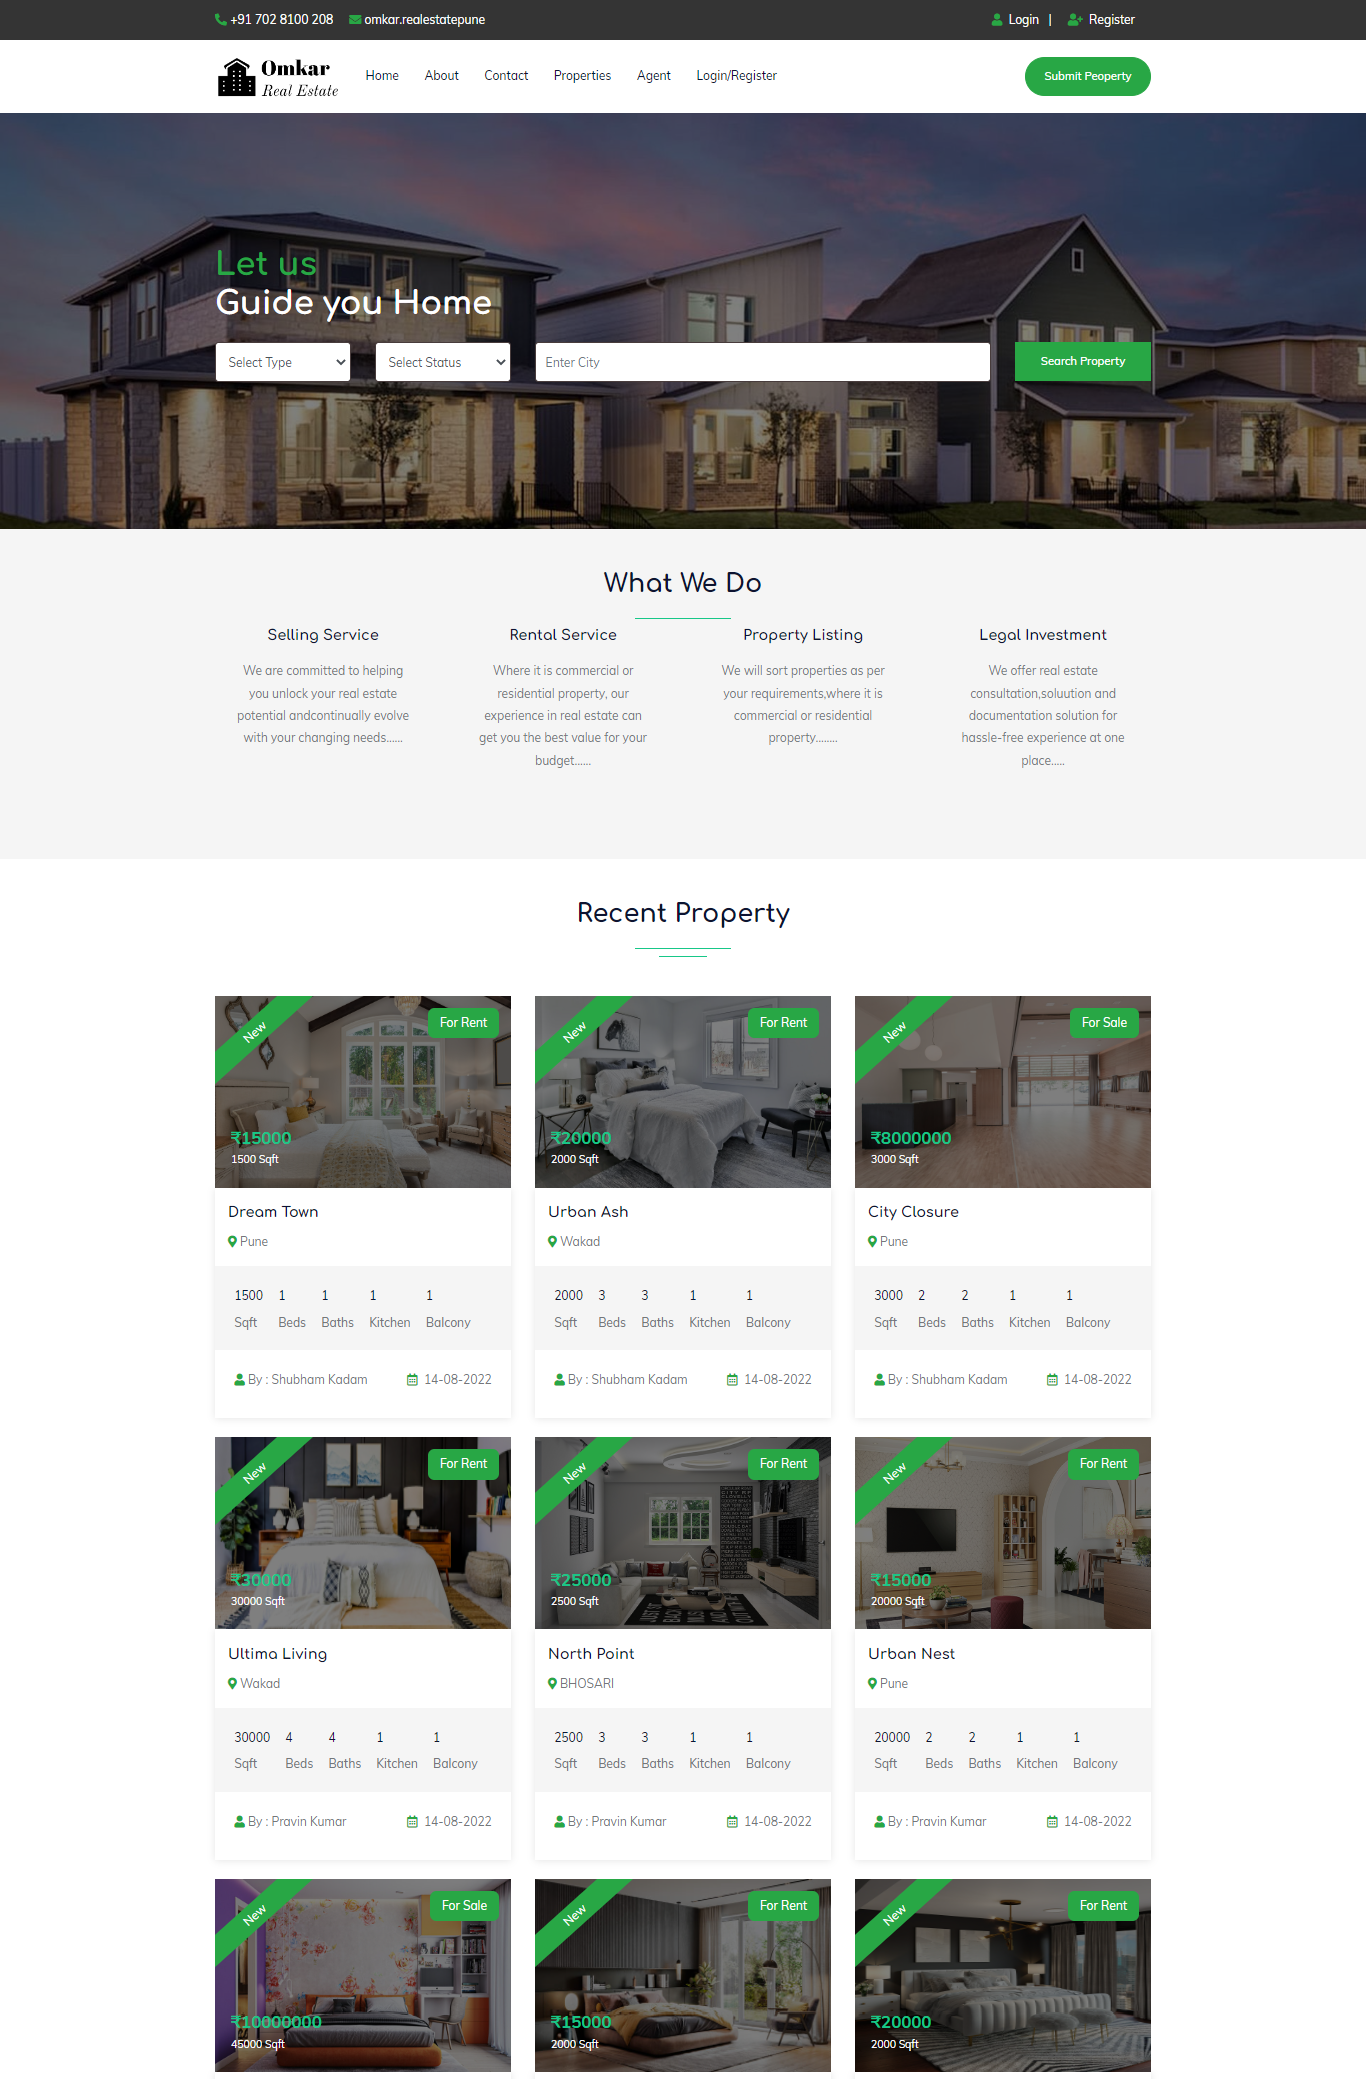 +91 702 8100 208 omkar.realestatepune Login | Register
Omkar
Real Estate
Home About Contact Properties Agent Login/Register Submit Peoperty
Let us
Guide you Home
Select Type Select Status Enter City Search Property
What We Do
Selling Service
We are committed to helping
you unlock your real estate
potential andcontinually evolve
with your changing needs......
Rental Service
Where it is commercial or
residential property, our
experience in real estate can
get you the best value for your
budget......
Property Listing
We will sort properties as per
your requirements,where it is
commercial or residential
property........
Legal Investment
We offer real estate
consultation,soluution and
documentation solution for
hassle-free experience at one
place.....
Recent Property
New For Rent
₹15000
1500 Sqft
Dream Town
Pune
1500 1 1 1 1
Sqft Beds Baths Kitchen Balcony
By : Shubham Kadam 14-08-2022
New For Rent
₹20000
2000 Sqft
Urban Ash
Wakad
2000 3 3 1 1
Sqft Beds Baths Kitchen Balcony
By : Shubham Kadam 14-08-2022
New For Sale
₹8000000
3000 Sqft
City Closure
Pune
3000 2 2 1 1
Sqft Beds Baths Kitchen Balcony
By : Shubham Kadam 14-08-2022
New For Rent
₹30000
30000 Sqft
Ultima Living
Wakad
30000 4 4 1 1
Sqft Beds Baths Kitchen Balcony
By : Pravin Kumar 14-08-2022
New For Rent
₹25000
2500 Sqft
North Point
BHOSARI
2500 3 3 1 1
Sqft Beds Baths Kitchen Balcony
By : Pravin Kumar 14-08-2022
New For Rent
₹15000
20000 Sqft
Urban Nest
Pune
20000 2 2 1 1
Sqft Beds Baths Kitchen Balcony
By : Pravin Kumar 14-08-2022
New For Sale
₹10000000
45000 Sqft
New For Rent
₹15000
2000 Sqft
New For Rent
₹20000
2000 Sqft